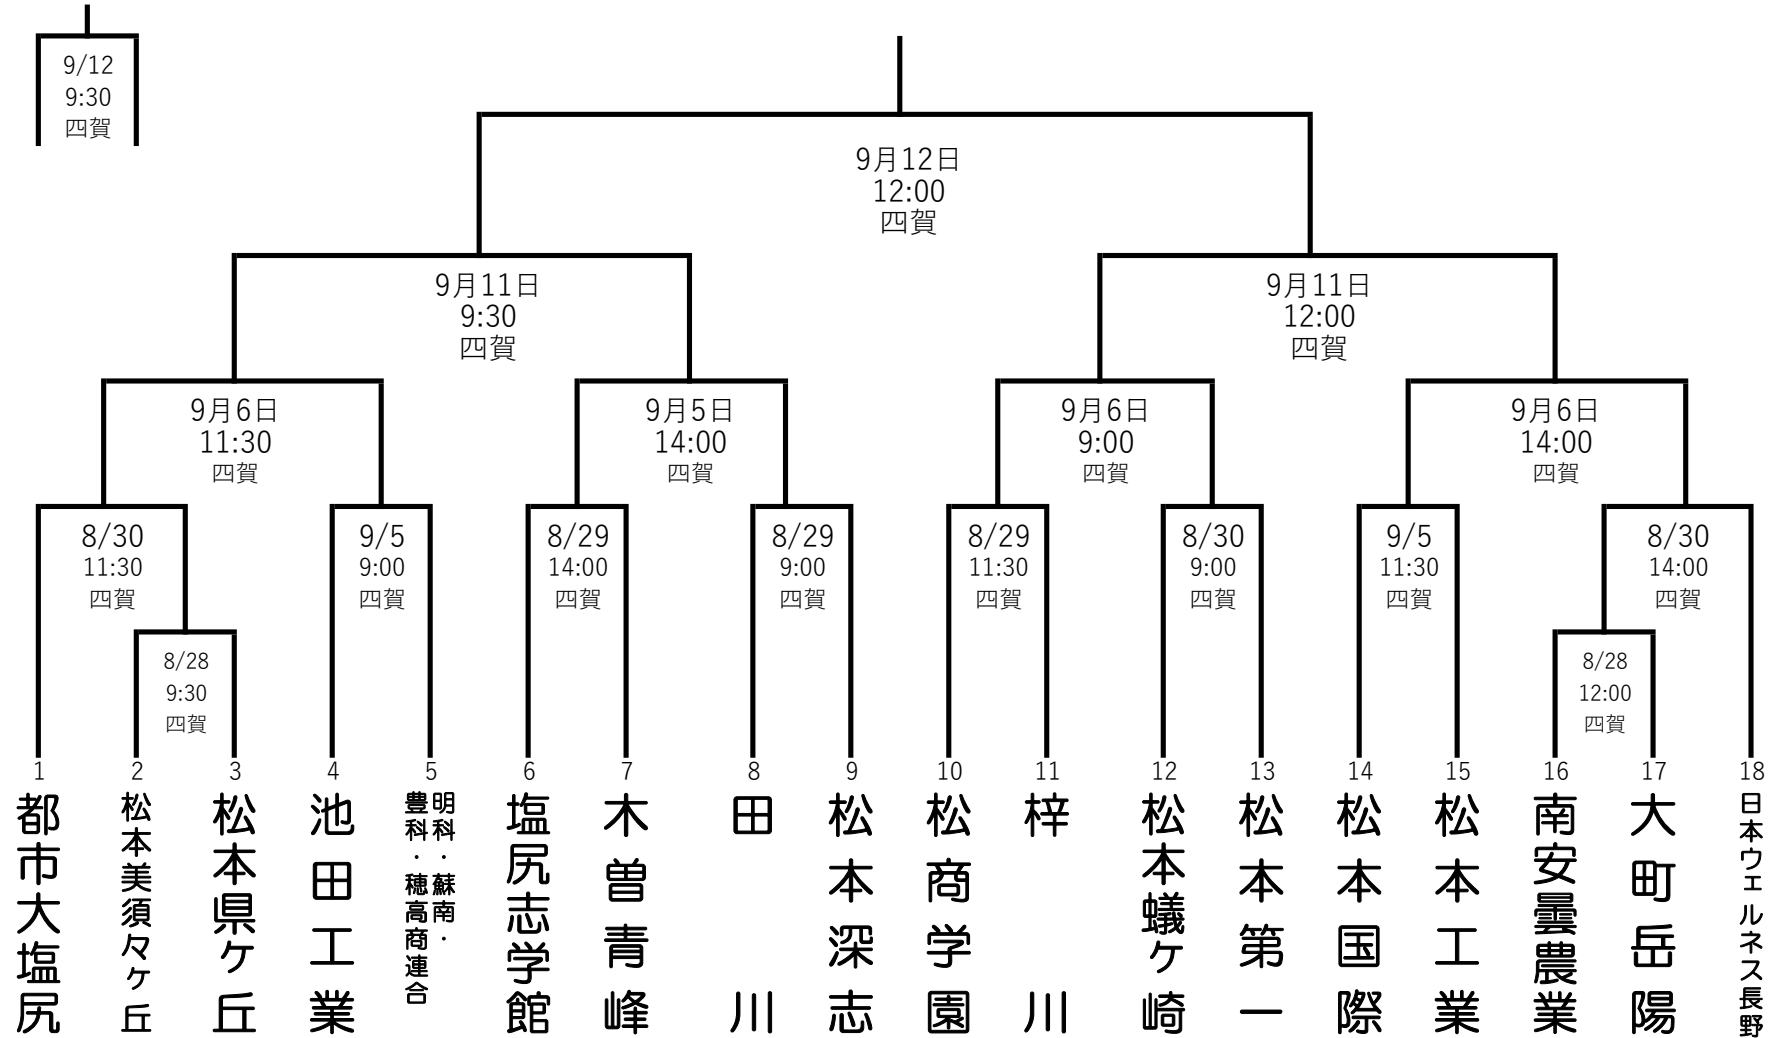 9/12
9:30
四賀
9月12日
12:00
四賀
9月11日
9:30
四賀
9月11日
12:00
四賀
9月6日
11:30
四賀
9月5日
14:00
四賀
9月6日
9:00
四賀
9月6日
14:00
四賀
8/30
11:30
四賀
9/5
9:00
四賀
8/29
14:00
四賀
8/29
9:00
四賀
8/29
11:30
四賀
8/30
9:00
四賀
9/5
11:30
四賀
8/30
14:00
四賀
8/28
9:30
四賀
8/28
12:00
四賀
1
都市大塩尻
2
松本美須々ヶ丘
3
松本県ケ丘
4
池田工業
5
明科・蘇南・
豊科・穂高商連合
6
塩尻志学館
7
木曽青峰
8
田川
9
松本深志
10
松商学園
11
梓川
12
松本蟻ケ崎
13
松本第一
14
松本国際
15
松本工業
16
南安曇農業
17
大町岳陽
18
日本ウェルネス長野